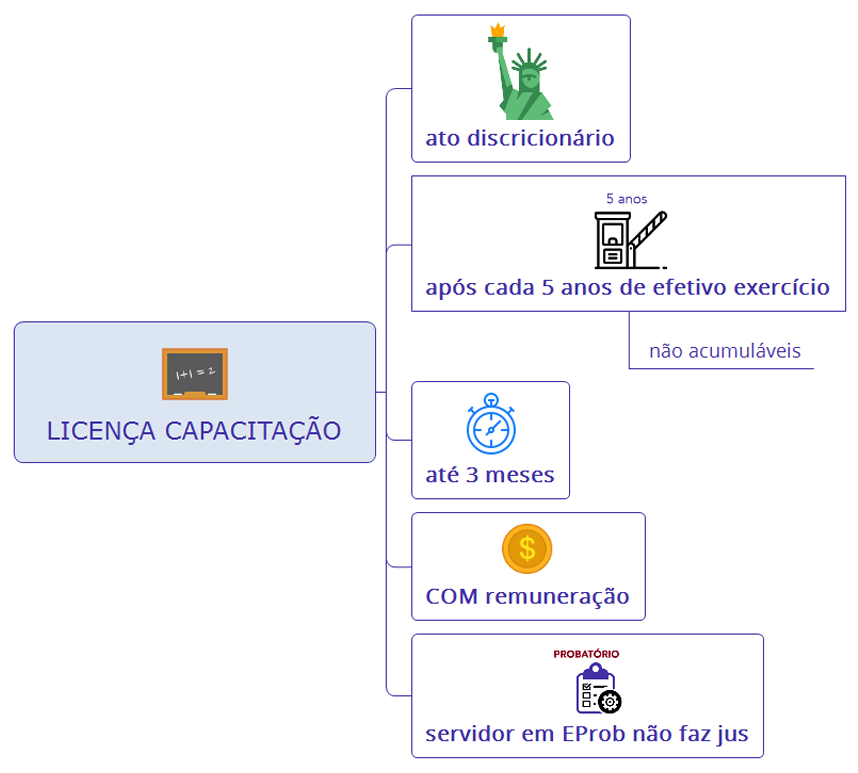 ato discricionário
5 anos
após cada 5 anos de efetivo exercício
não acumuláveis
1+1 = 2
LICENÇA CAPACITAÇÃO
até 3 meses
$
COM remuneração
PROBATÓRIO
servidor em EProb não faz jus